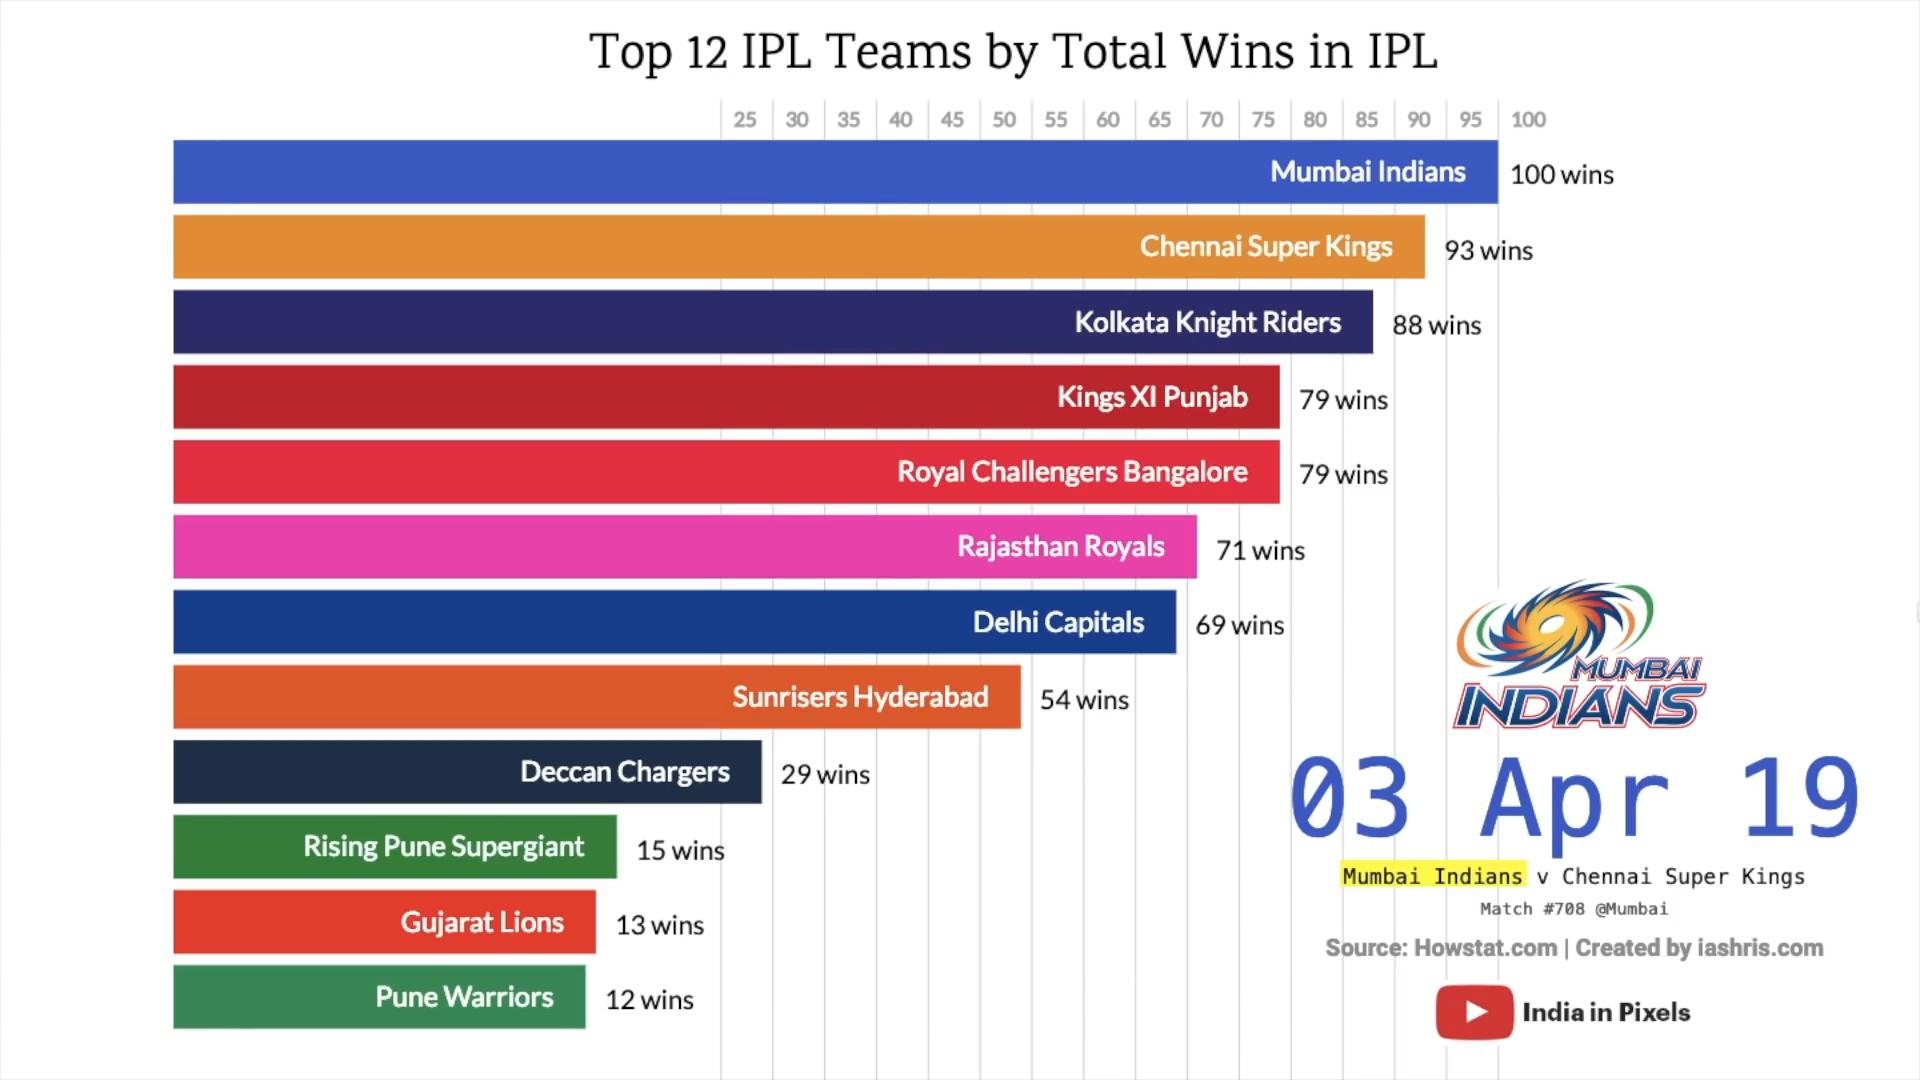 Top 12 IPL Teams by Total Wins in IPL
25 30 35 40 45 50 55 60 65 70 75 80 85 90 95 100
Mumbai Indians 100 wins
Chennai Super Kings 93 wins
Kolkata Knight Riders 88 wins
Kings XI Punjab 79 wins
Royal Challengers Bangalore 79 wins
Rajasthan Royals 71 wins
Delhi Capitals 69 wins
Sunrisers Hyderabad 54 wins
Deccan Chargers 29 wins
Rising Pune Supergiant 15 wins
Gujarat Lions 13 wins
Pune Warriors 12 wins
MUMBAI
INDIANS
03 Apr 19
Mumbai Indians v Chennai Super Kings
Match #708 @Mumbai
Source: Howstat.com | Created by iashris.com
India in Pixels